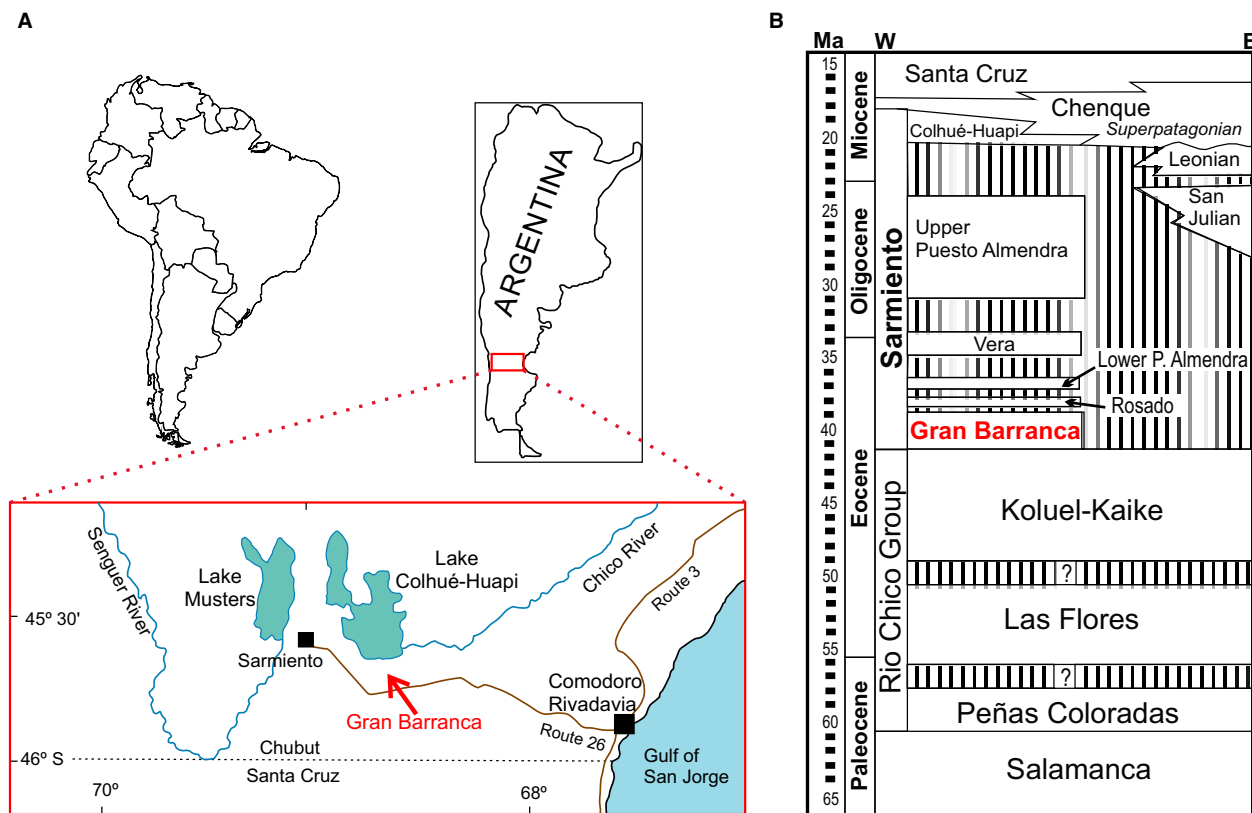 A
ARGENTINA
Senguer River
Lake
Musters
Lake
Colhué-Huapi
Chico River
Route 3
45º 30'
Sarmiento
Comodoro
Rivadavia
Gran Barranca
Route 26
Chubut
46º S
Santa Cruz
Gulf of
San Jorge
70º
68º
B
Ma
W
E
15
20
25
30
35
40
45
50
55
60
65
Miocene
Oligocene
Eocene
Paleocene
Sarmiento
Rio Chico Group
Santa Cruz
Chenque
Colhué-Huapi
Superpatagonian
Leonian
San
Julian
Upper
Puesto Almendra
Vera
Lower P. Almendra
Rosado
Gran Barranca
Koluel-Kaike
?
Las Flores
?
Peñas Coloradas
Salamanca